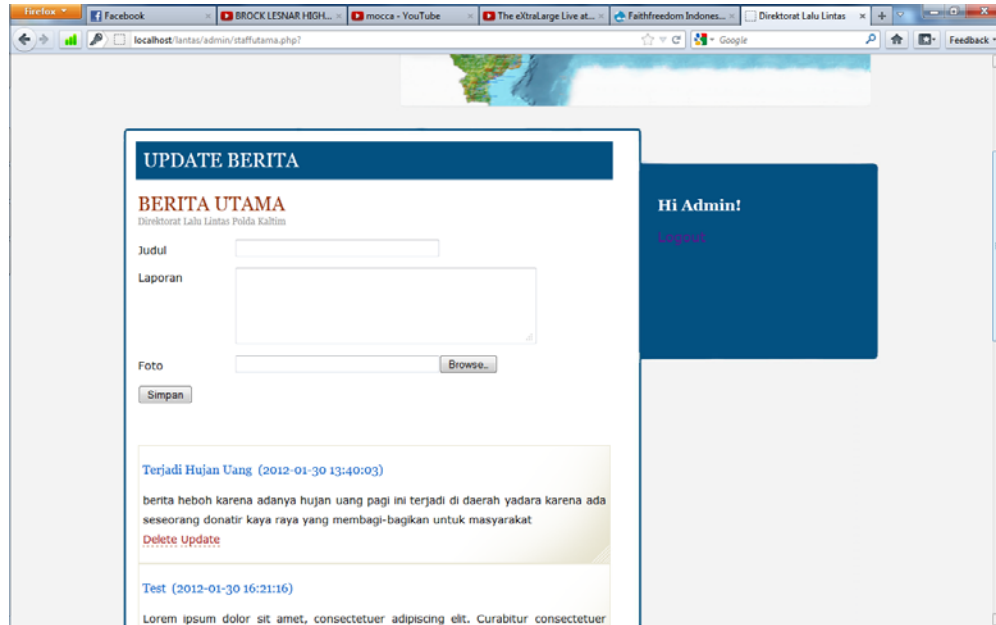 Firefox
Facebook
BROCK LESNAR HIGH...
mocca - YouTube
The eXtraLarge Live at...
Faithfreedom Indones...
Direktorat Lalu Lintas
localhost/lantas/admin/staffutama.php?
Google
Feedback
UPDATE BERITA
BERITA UTAMA
Direktorat Lalu Lintas Polda Kaltim
Hi Admin!
Logout
Judul
Laporan
Foto
Browse..
Simpan
Terjadi Hujan Uang (2012-01-30 13:40:03)
berita heboh karena adanya hujan uang pagi ini terjadi di daerah yadara karena ada
seseorang donatir kaya raya yang membagi-bagikan untuk masyarakat
Delete Update
Test (2012-01-30 16:21:16)
Lorem ipsum dolor sit amet, consectetuer adipiscing elit. Curabitur consectetuer